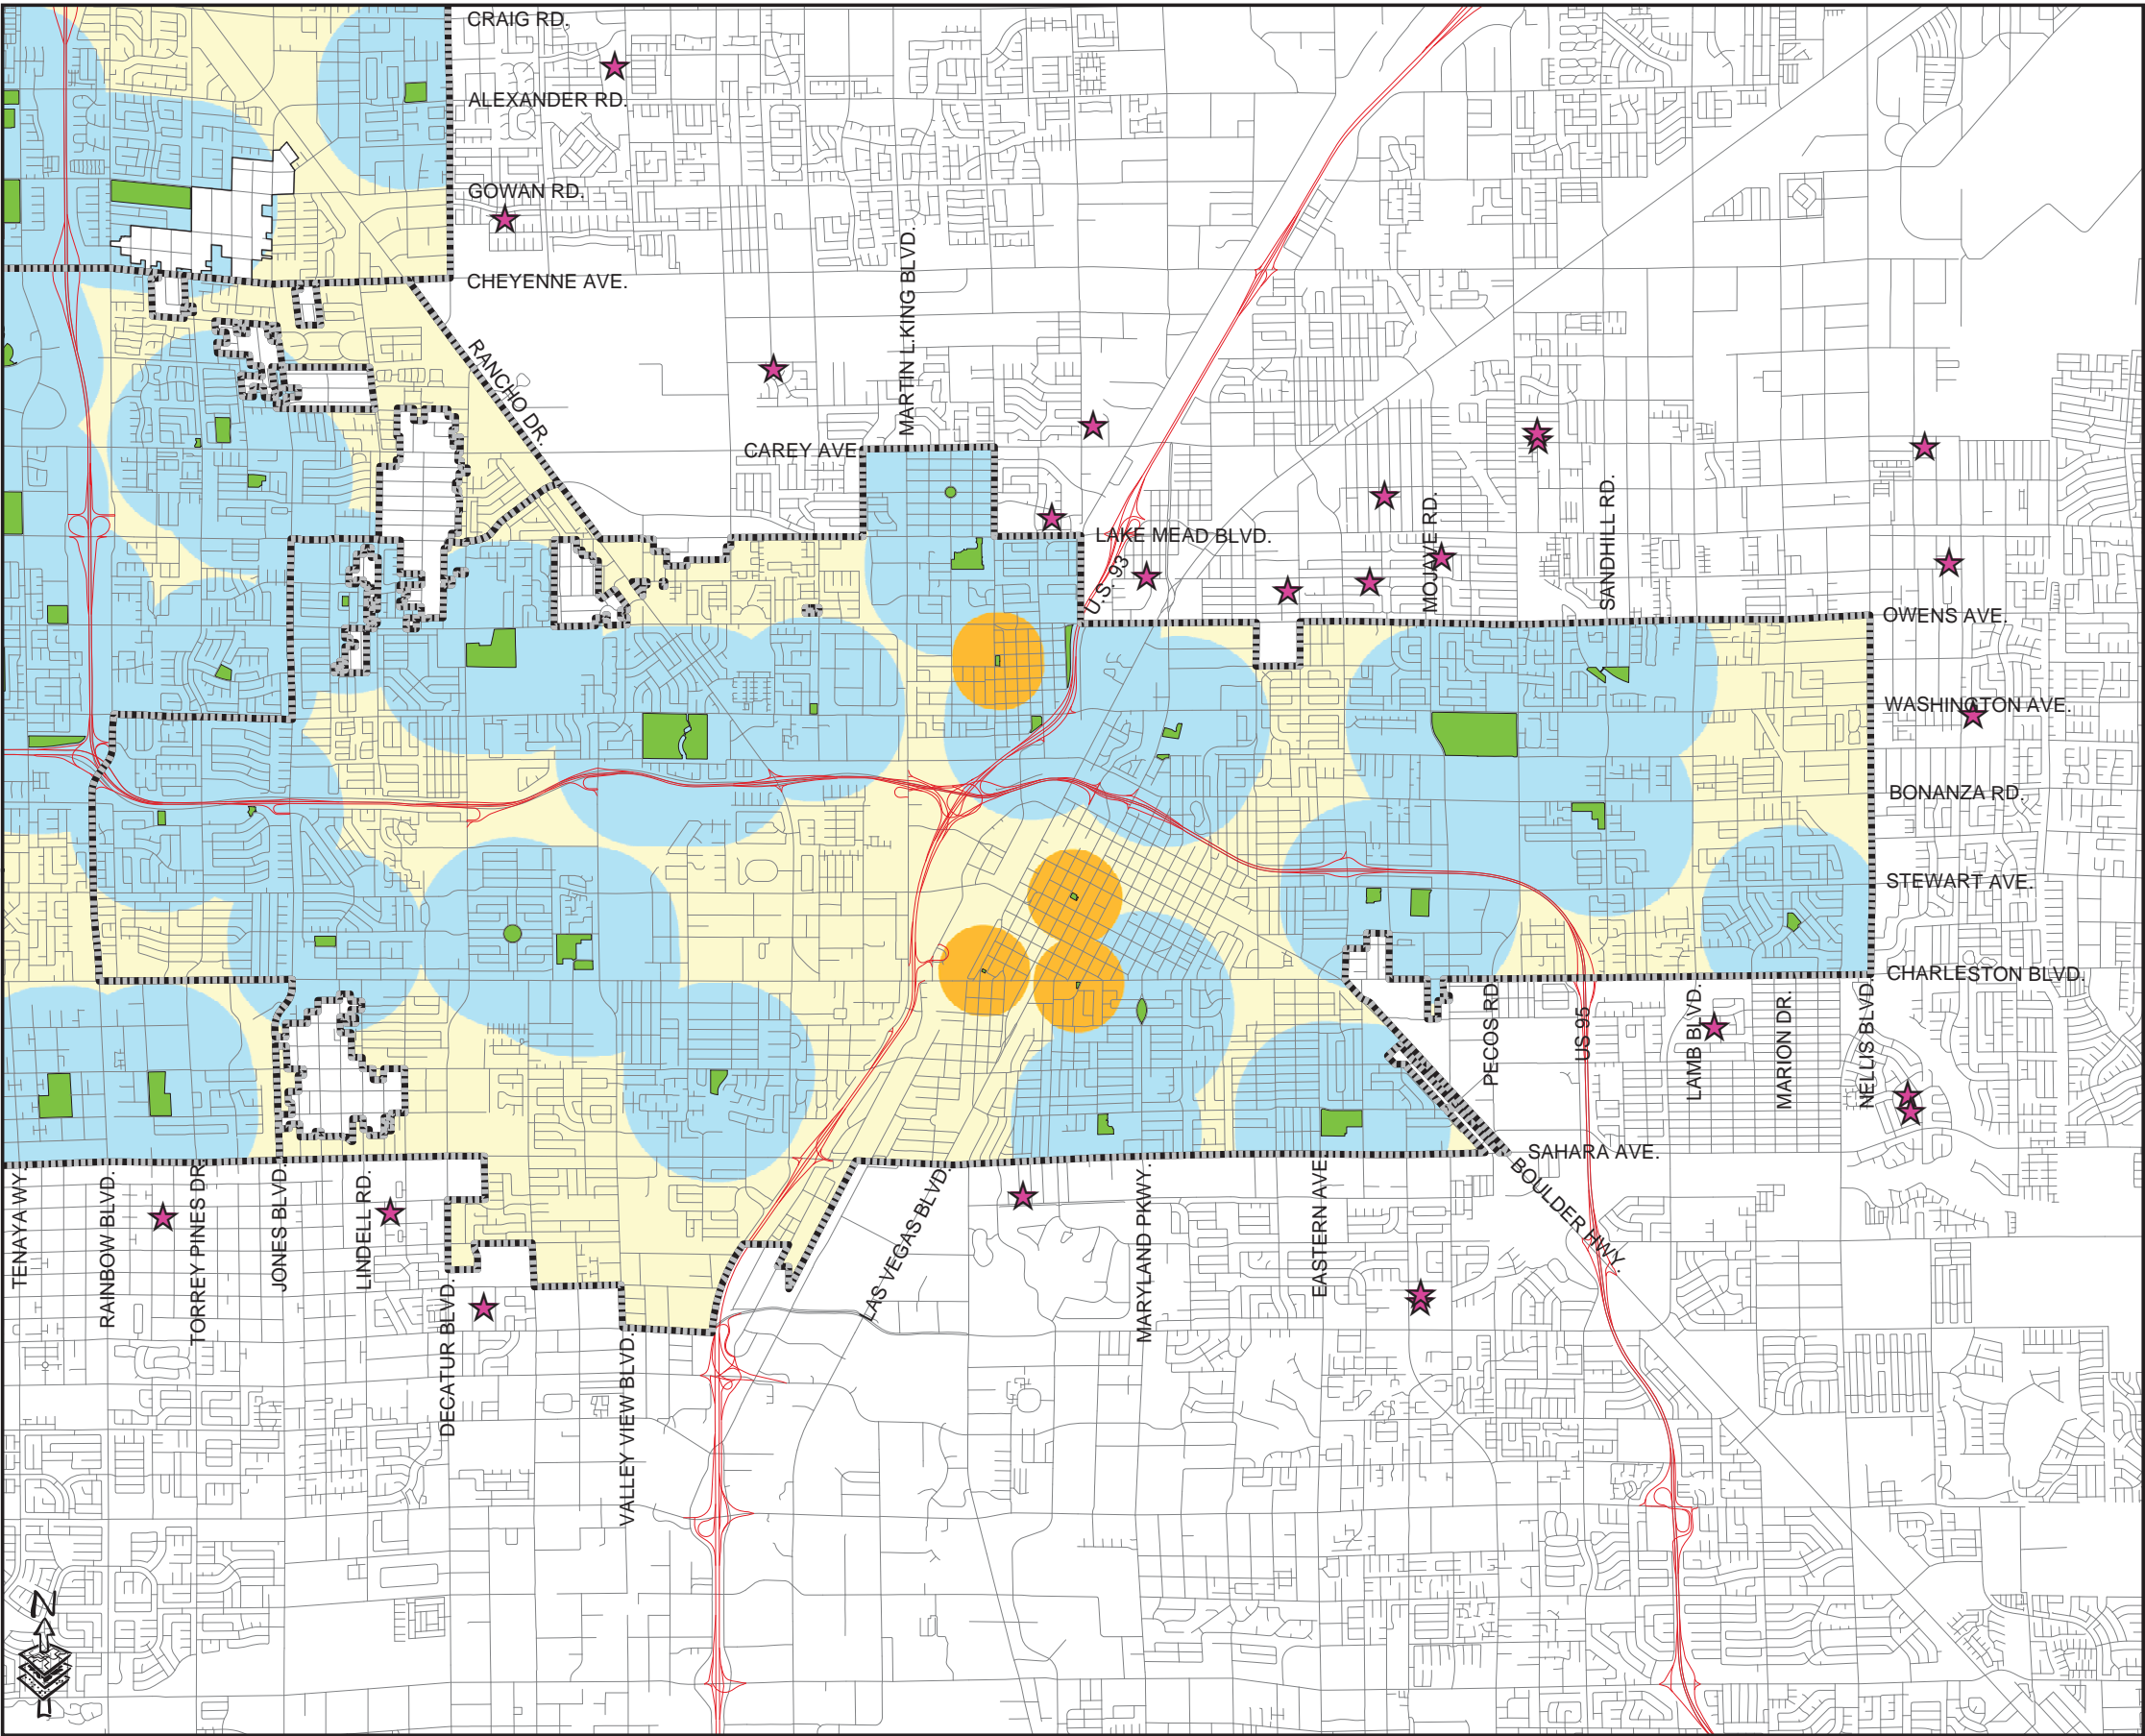 CRAIG RD.
ALEXANDER RD.
GOWAN RD.
CHEYENNE AVE.
MARTIN L.KING BLVD.
RANCHO DR.
CAREY AVE.
LAKE MEAD BLVD.
U.S. 93
MOJAVE RD.
SANDHILL RD.
OWENS AVE.
WASHINGTON AVE.
BONANZA RD.
STEWART AVE.
CHARLESTON BLVD.
PECOS RD.
US 95
LAMB BLVD.
MARION DR.
NELLIS BLVD.
SAHARA AVE.
BOULDER HWY.
TENAYA WY.
RAINBOW BLVD.
TORREY PINES DR.
JONES BLVD.
LINDELL RD.
DECATUR BLVD.
VALLEY VIEW BLVD.
LAS VEGAS BLVD.
MARYLAND PKWY.
EASTERN AVE.
N